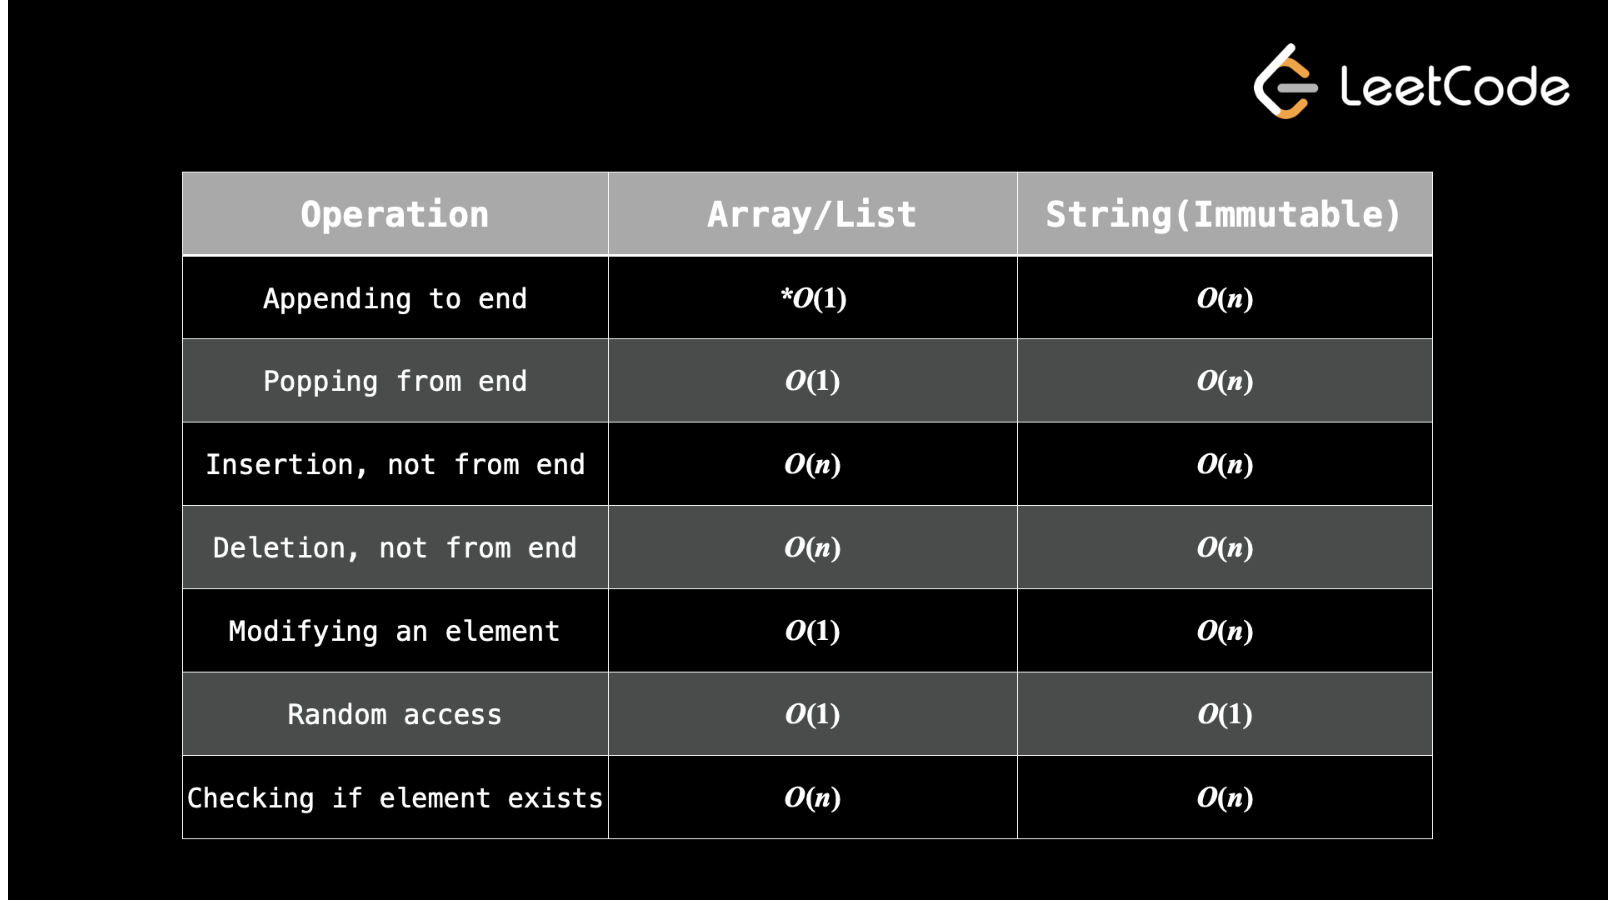 LeetCode
Operation Array/List String(Immutable)
Appending to end *O(1) O(n)
Popping from end O(1) O(n)
Insertion, not from end O(n) O(n)
Deletion, not from end O(n) O(n)
Modifying an element O(1) O(n)
Random access O(1) O(1)
Checking if element exists O(n) O(n)